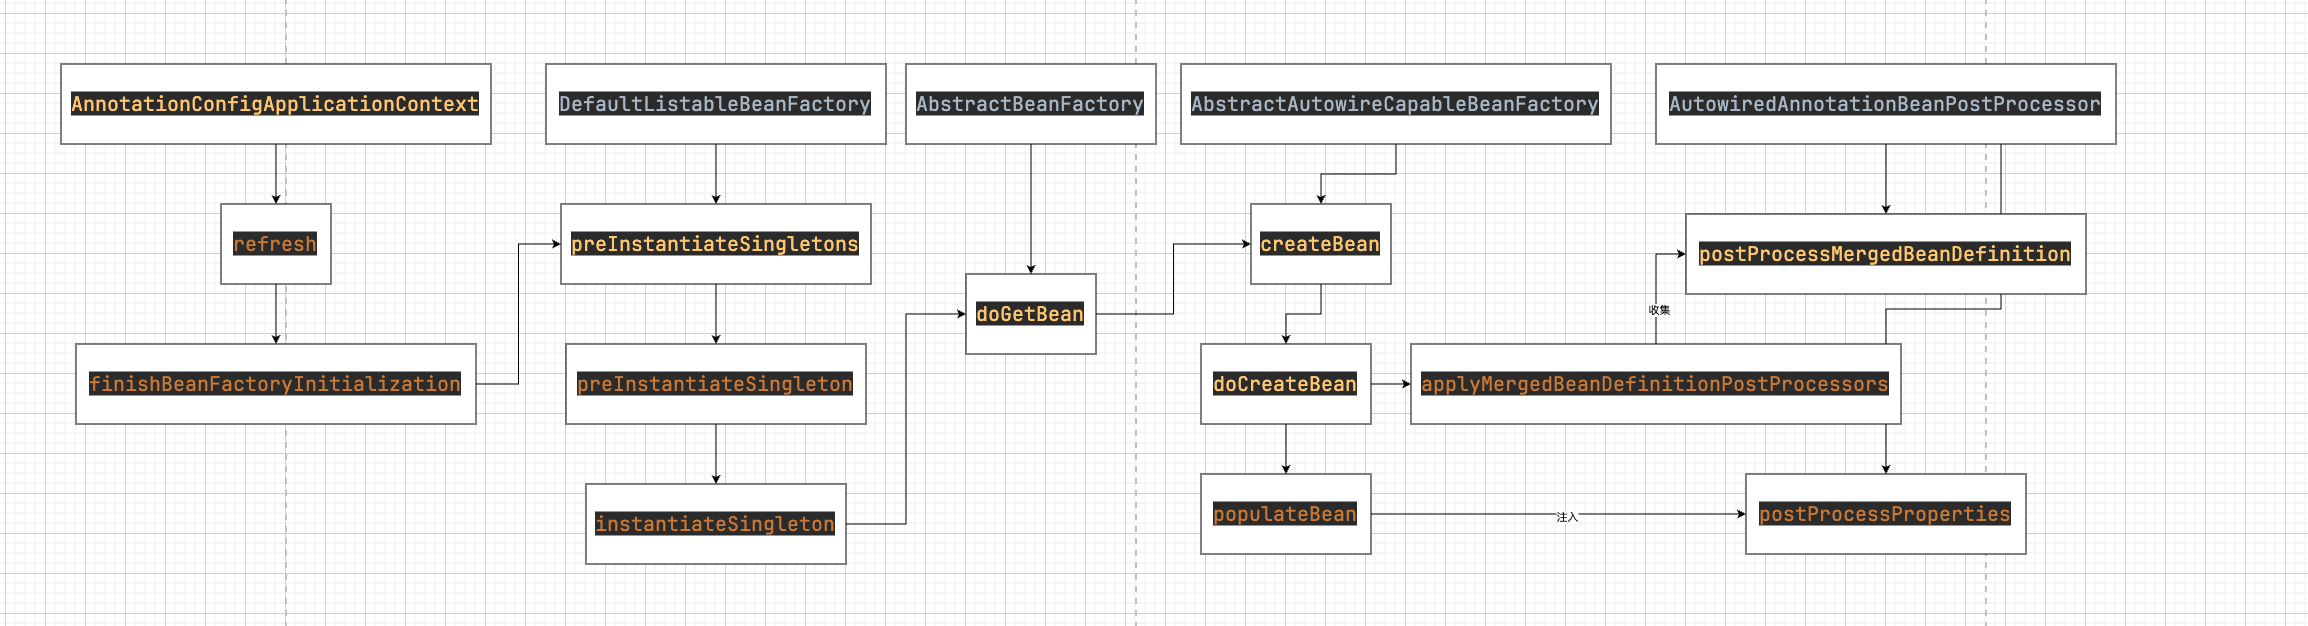 AnnotationConfigApplicationContext
DefaultListableBeanFactory
AbstractBeanFactory
AbstractAutowireCapableBeanFactory
AutowiredAnnotationBeanPostProcessor
refresh
preInstantiateSingletons
createBean
postProcessMergedBeanDefinition
doGetBean
收集
finishBeanFactoryInitialization
preInstantiateSingleton
doCreateBean
applyMergedBeanDefinitionPostProcessors
instantiateSingleton
populateBean
注入
postProcessProperties